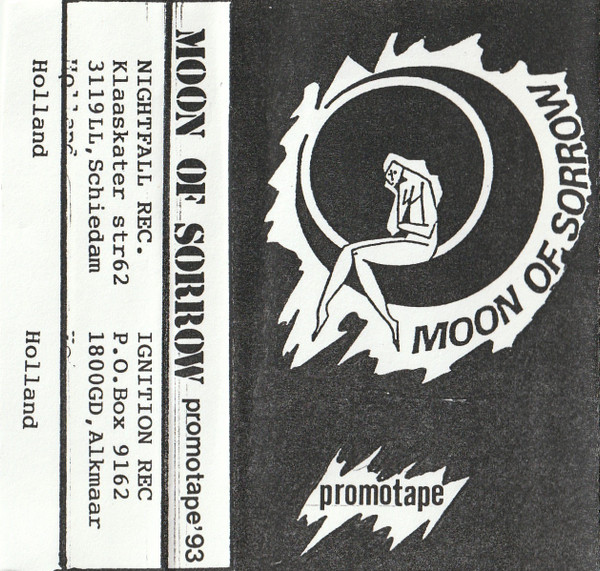 MOON OF SORROW
promotape
MOON OF SORROW promotape'93
NIGHTFALL REC.
Klaaskater str62
3119LL,Schiedam
Holland
IGNITION REC
P.O.Box 9162
1800GD,Alkmaar
Holland